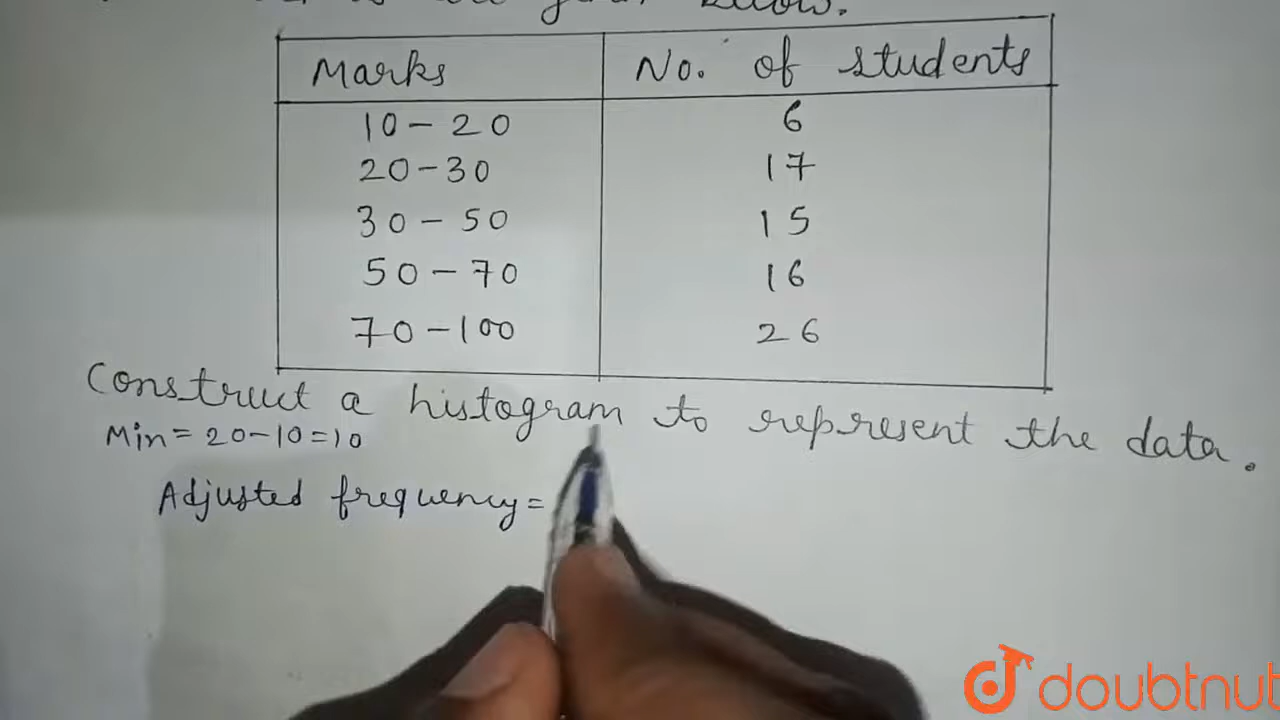 below.
Marks No. of students
10-20 6
20-30 17
30-50 15
50-70 16
70-100 26
Construct a histogram to represent the data.
Min = 20-10=10
Adjusted frequency=
doubtnut